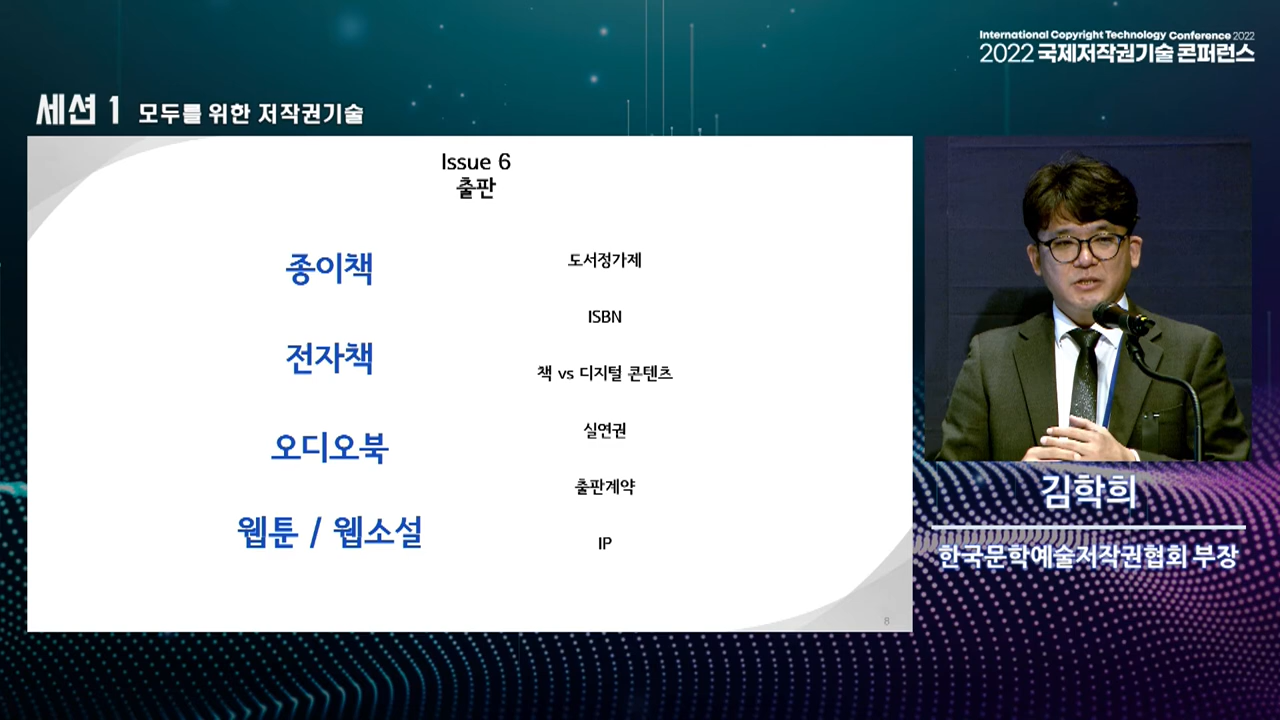 International Copyright Technology Conference 2022
2022 국제저작권기술 콘퍼런스
세션 1 모두를 위한 저작권기술
Issue 6
출판
종이책
전자책
오디오북
웹툰 / 웹소설
도서정가제
ISBN
책 vs 디지털 콘텐츠
실연권
출판계약
IP
8
김학희
한국문학예술저작권협회 부장